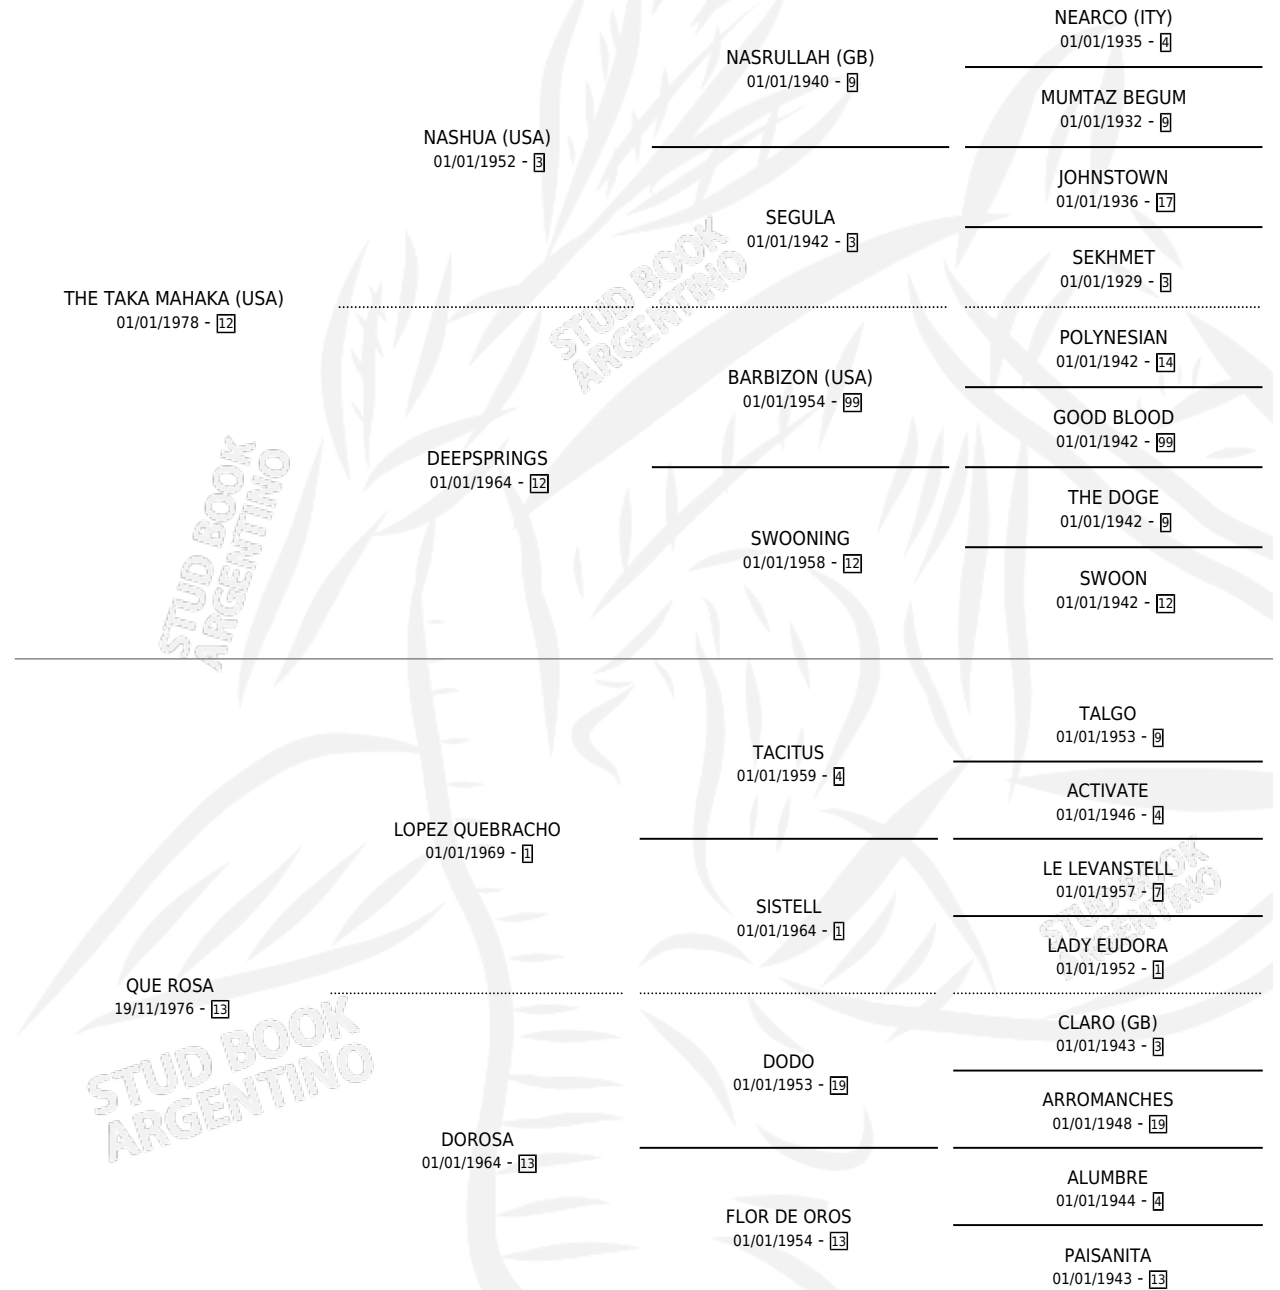 NEARCO (ITY)
01/01/1935 - 4
NASRULLAH (GB)
01/01/1940 - 9
MUMTAZ BEGUM
01/01/1932 - 9
NASHUA (USA)
01/01/1952 - 3
JOHNSTOWN
01/01/1936 - 17
SEGULA
01/01/1942 - 3
SEKHMET
01/01/1929 - 3
THE TAKA MAHAKA (USA)
01/01/1978 - 12
POLYNESIAN
01/01/1942 - 14
BARBIZON (USA)
01/01/1954 - 99
GOOD BLOOD
01/01/1942 - 99
DEEPSPRINGS
01/01/1964 - 12
THE DOGE
01/01/1942 - 9
SWOONING
01/01/1958 - 12
SWOON
01/01/1942 - 12
TALGO
01/01/1953 - 9
TACITUS
01/01/1959 - 4
ACTIVATE
01/01/1946 - 4
LOPEZ QUEBRACHO
01/01/1969 - 1
LE LEVANSTELL
01/01/1957 - 7
SISTELL
01/01/1964 - 1
LADY EUDORA
01/01/1952 - 1
QUE ROSA
19/11/1976 - 13
CLARO (GB)
01/01/1943 - 3
DODO
01/01/1953 - 19
ARROMANCHES
01/01/1948 - 19
DOROSA
01/01/1964 - 13
ALUMBRE
01/01/1944 - 4
FLOR DE OROS
01/01/1954 - 13
PAISANITA
01/01/1943 - 13
STUD BOOK
ARGENTINO
STUD BOOK
ARGENTINO
STUD BOOK
ARGENTINO
STUD BOOK
ARGENTINO